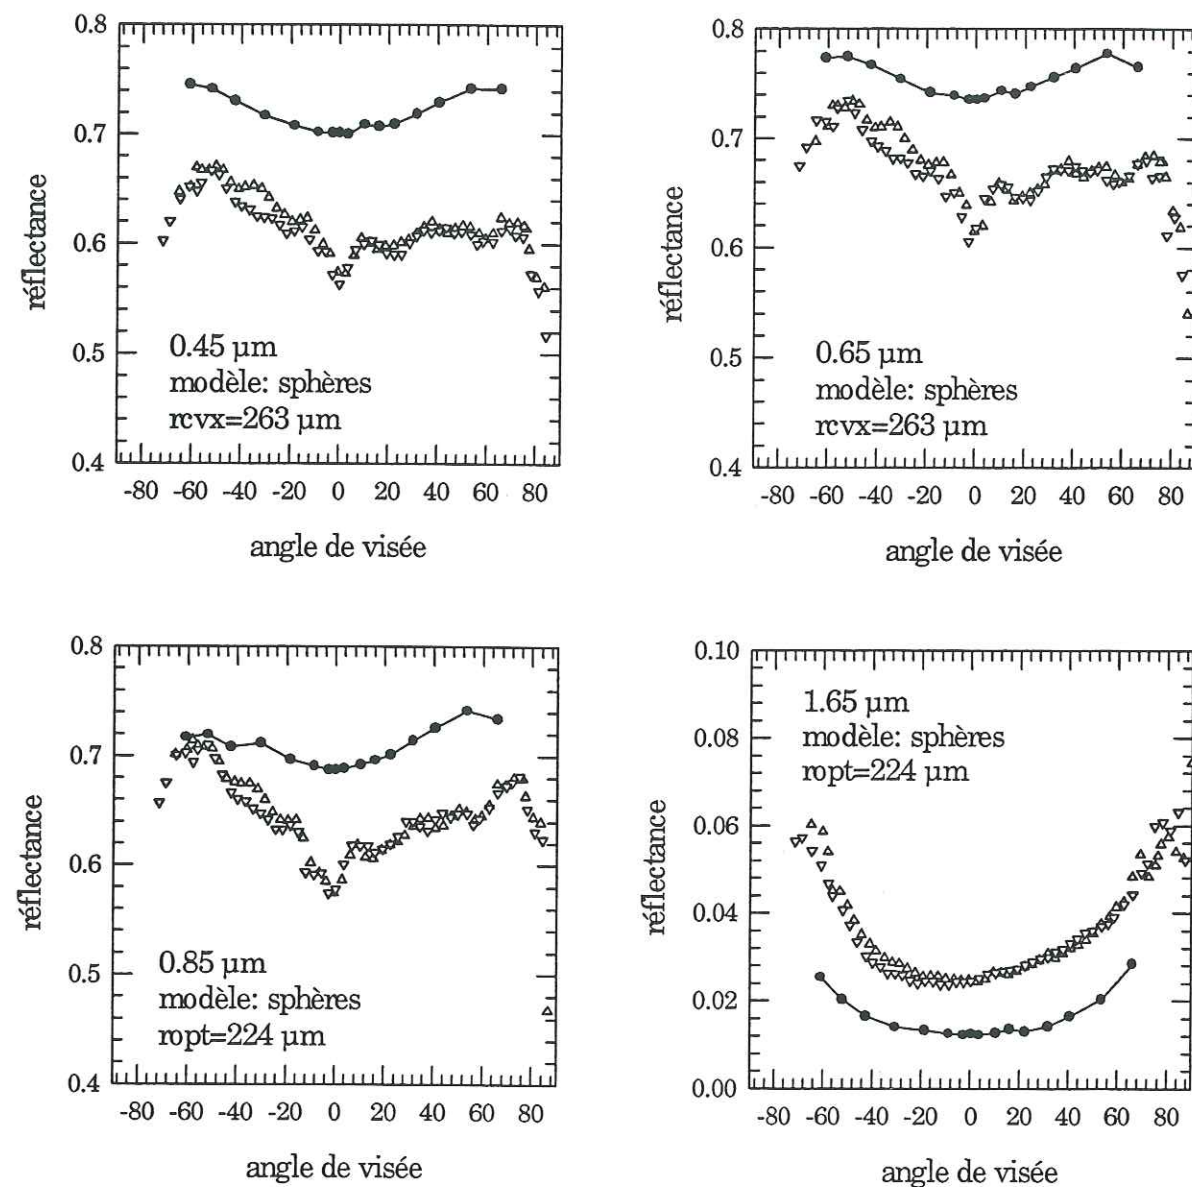 0.8
0.7
0.6
0.5
0.4
réflectance
0.45 µm
modèle: sphères
rcvx=263 µm
-80 -60 -40 -20 0 20 40 60 80
angle de visée
0.8
0.7
0.6
0.5
0.4
réflectance
0.65 µm
modèle: sphères
rcvx=263 µm
-80 -60 -40 -20 0 20 40 60 80
angle de visée
0.8
0.7
0.6
0.5
0.4
réflectance
0.85 µm
modèle: sphères
ropt=224 µm
-80 -60 -40 -20 0 20 40 60 80
angle de visée
0.10
0.08
0.06
0.04
0.02
0.00
réflectance
1.65 µm
modèle: sphères
ropt=224 µm
-80 -60 -40 -20 0 20 40 60 80
angle de visée